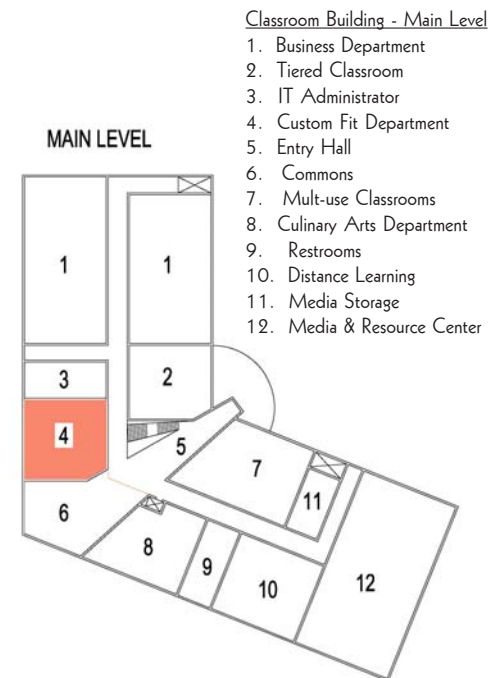 Classroom Building - Main Level
1. Business Department
2. Tiered Classroom
3. IT Administrator
4. Custom Fit Department
5. Entry Hall
6. Commons
7. Mult-use Classrooms
8. Culinary Arts Department
9. Restrooms
10. Distance Learning
11. Media Storage
12. Media & Resource Center
MAIN LEVEL
1 1
3 2
4
5
7
6 11
8
9
10 12